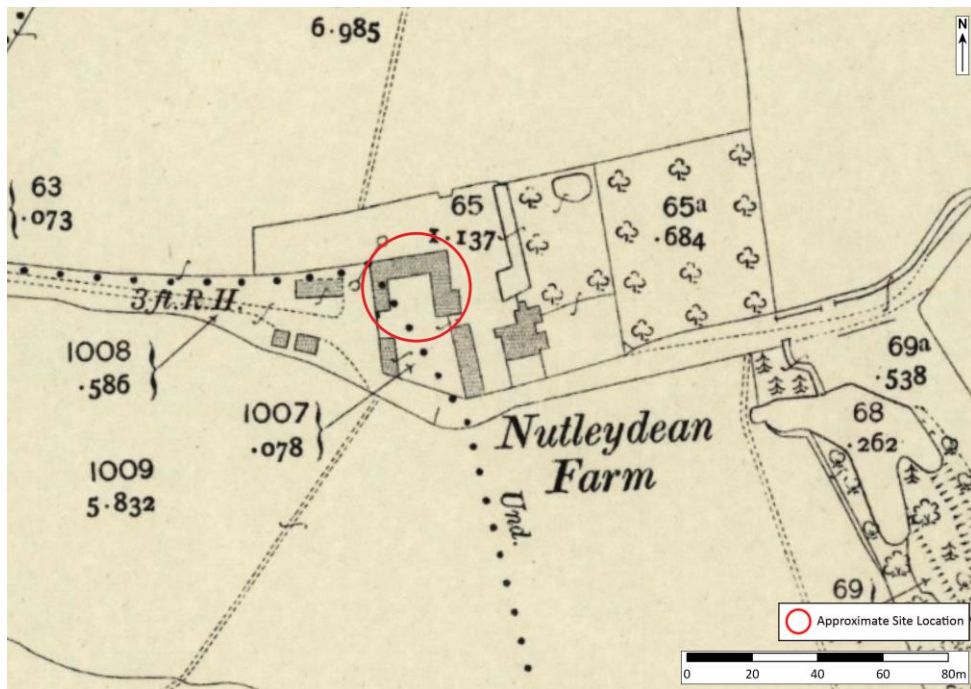 6.985
N
63
.073
65
1.137
65a
.684
3 ft. R.H.
1008
.586
1007
.078
1009
5.832
Nutleydean
Farm
Und.
69a
.538
68
.262
69
Approximate Site Location
0 20 40 60 80m